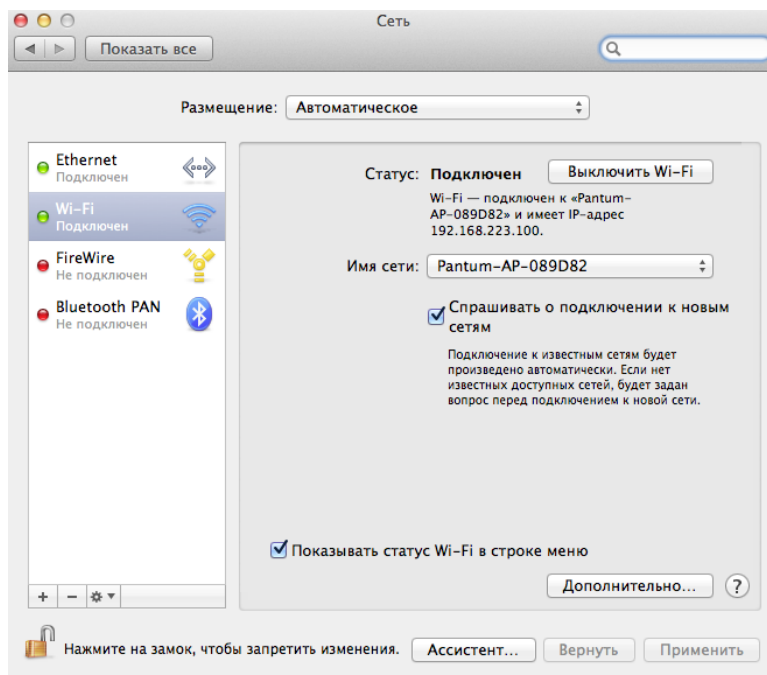 Сеть
Показать все
Размещение: Автоматическое
Ethernet
Подключен
Wi-Fi
Подключен
FireWire
Не подключен
Bluetooth PAN
Не подключен
Статус: Подключен
Выключить Wi-Fi
Wi-Fi — подключен к «Pantum-
AP-089D82» и имеет IP-адрес
192.168.223.100.
Имя сети: Pantum-AP-089D82
Спрашивать о подключении к новым
сетям
Подключение к известным сетям будет
произведено автоматически. Если нет
известных доступных сетей, будет задан
вопрос перед подключением к новой сети.
Показывать статус Wi-Fi в строке меню
Дополнительно... ?
Нажмите на замок, чтобы запретить изменения.
Ассистент... Вернуть Применить